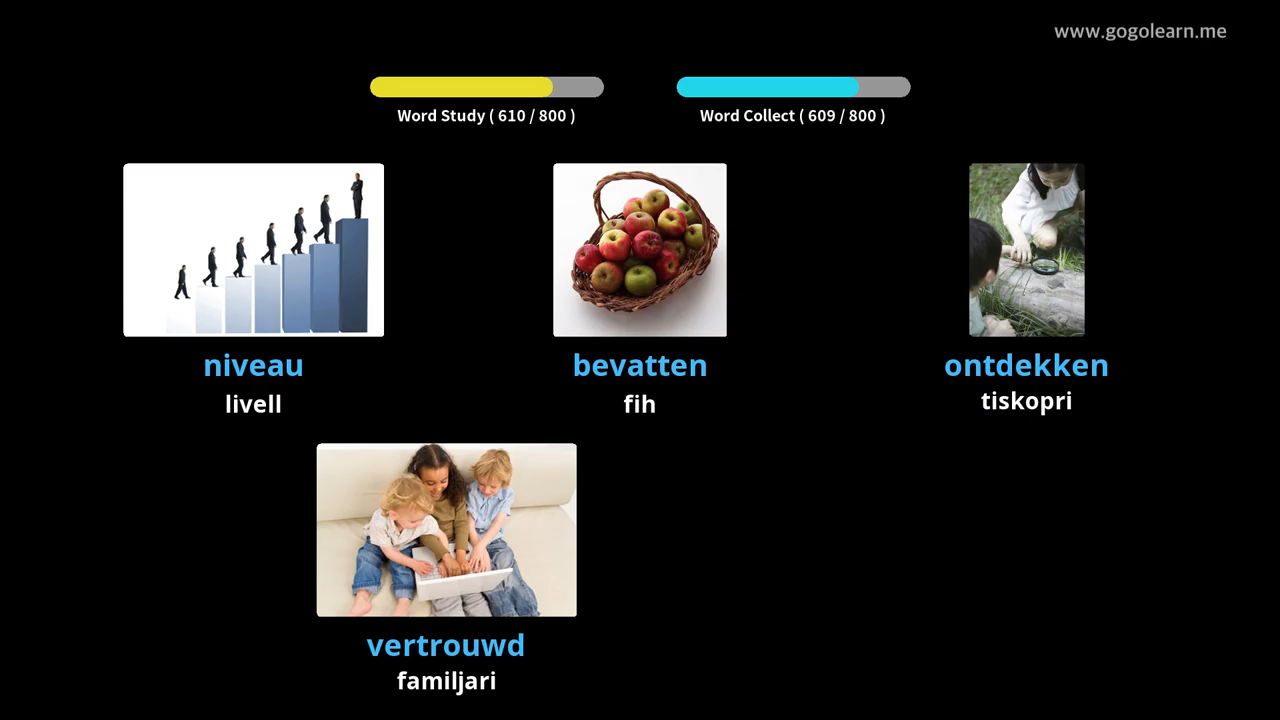 www.gogolearn.me
Word Study ( 610 / 800 )
Word Collect ( 609 / 800 )
niveau
livell
bevatten
fih
ontdekken
tiskopri
vertrouwd
familjari